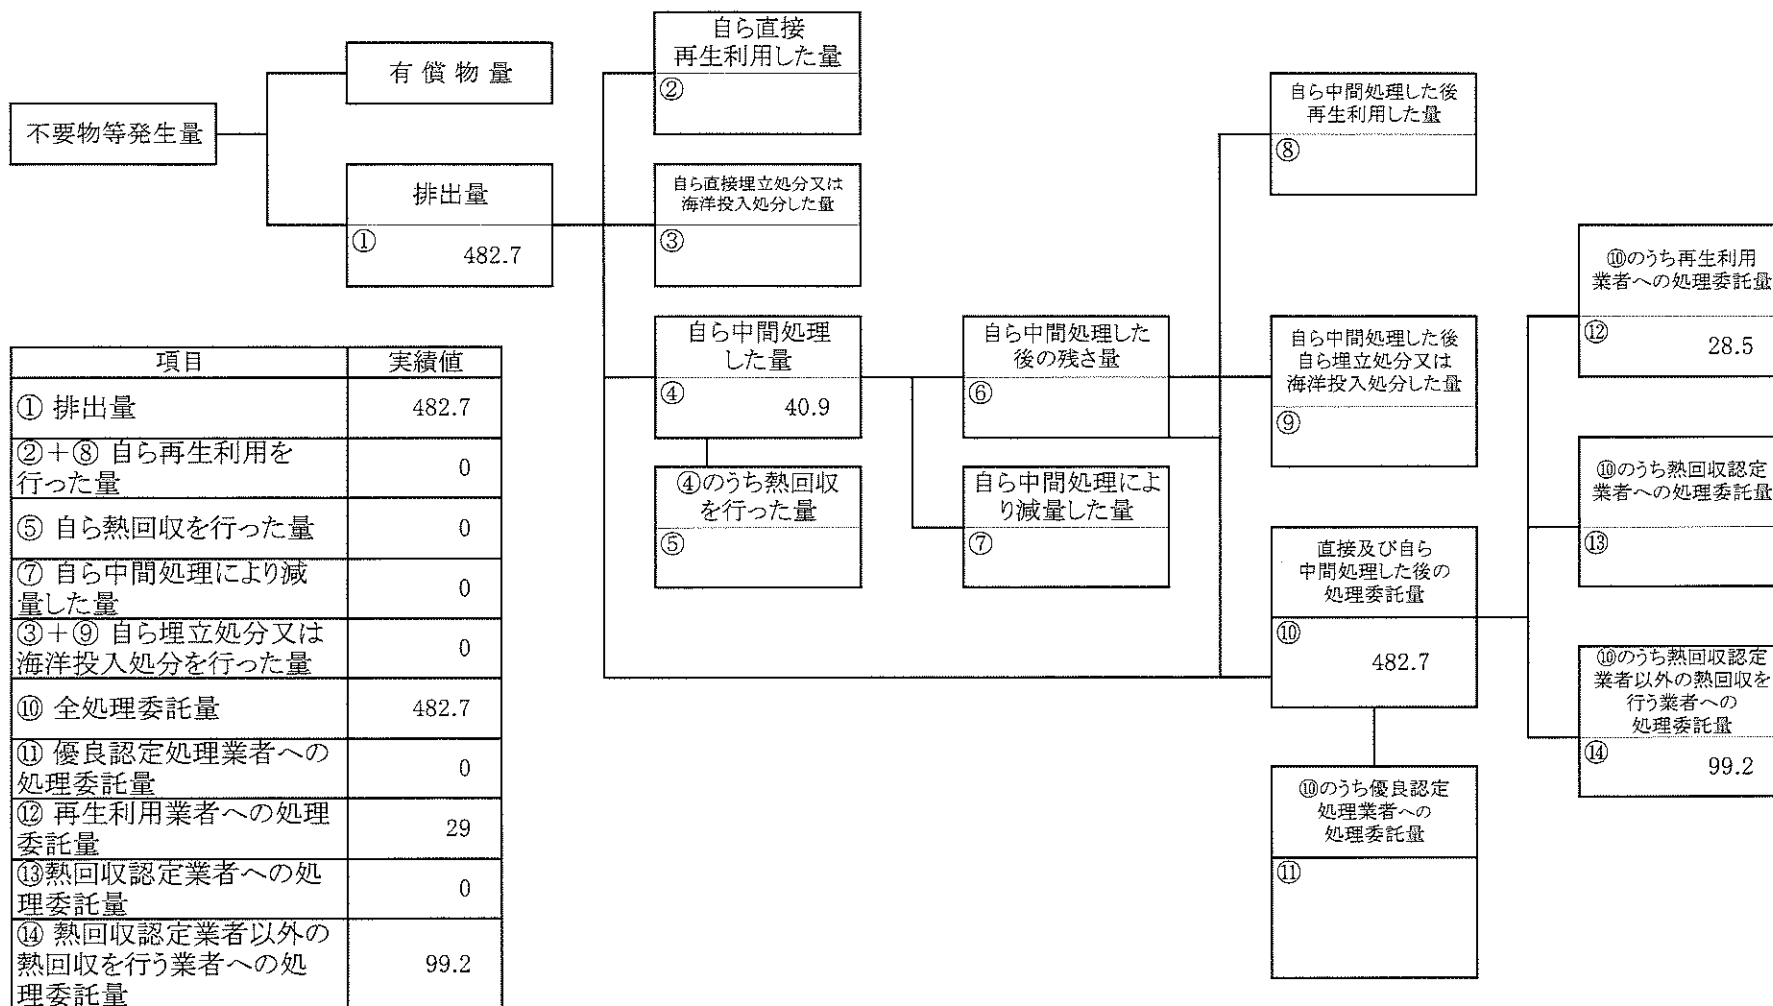 不要物等発生量
有 償 物 量
排出量
①
482.7
自ら直接
再生利用した量
②
自ら直接埋立処分又は
海洋投入処分した量
③
自ら中間処理
した量
④
40.9
④のうち熱回収
を行った量
⑤
自ら中間処理した
後の残さ量
⑥
自ら中間処理によ
り減量した量
⑦
自ら中間処理した後
再生利用した量
⑧
自ら中間処理した後
自ら埋立処分又は
海洋投入処分した量
⑨
直接及び自ら
中間処理した後の
処理委託量
⑩
482.7
⑩のうち優良認定
処理業者への
処理委託量
⑪
⑩のうち再生利用
業者への処理委託量
⑫
28.5
⑩のうち熱回収認定
業者への処理委託量
⑬
⑩のうち熱回収認定
業者以外の熱回収を
行う業者への
処理委託量
⑭
99.2
項目 実績値
① 排出量 482.7
②+⑧ 自ら再生利用を
行った量 0
⑤ 自ら熱回収を行った量 0
⑦ 自ら中間処理により減
量した量 0
③+⑨ 自ら埋立処分又は
海洋投入処分を行った量 0
⑩ 全処理委託量 482.7
⑪ 優良認定処理業者への
処理委託量 0
⑫ 再生利用業者への処理
委託量 29
⑬熱回収認定業者への処
理委託量 0
⑭ 熱回収認定業者以外の
熱回収を行う業者への処
理委託量 99.2